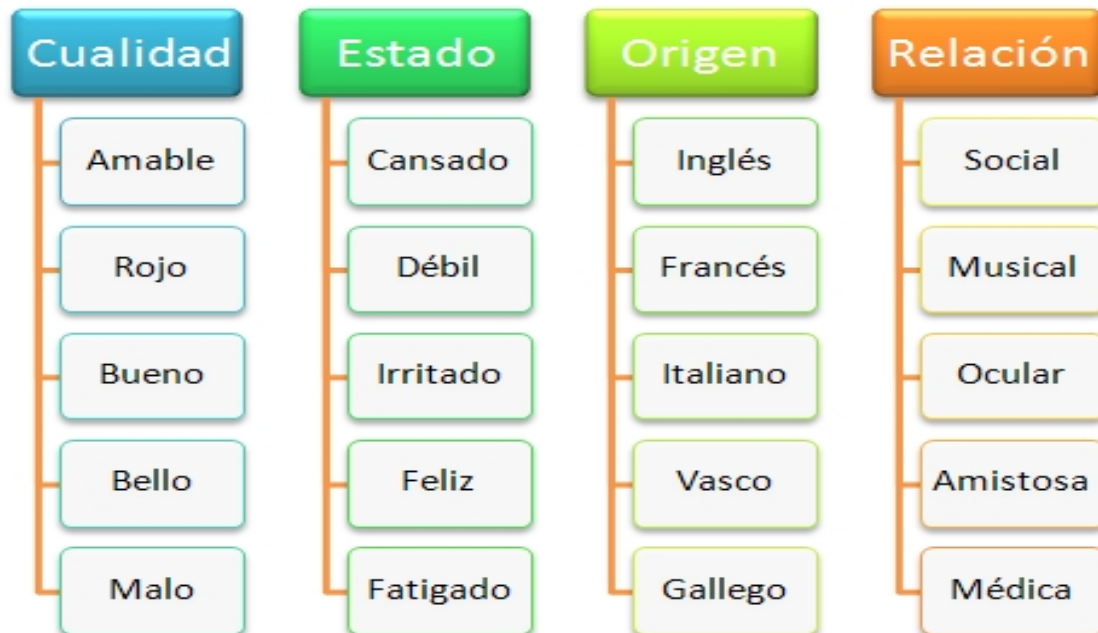 Cualidad
Amable
Rojo
Bueno
Bello
Malo
Estado
Cansado
Débil
Irritado
Feliz
Fatigado
Origen
Inglés
Francés
Italiano
Vasco
Gallego
Relación
Social
Musical
Ocular
Amistosa
Médica